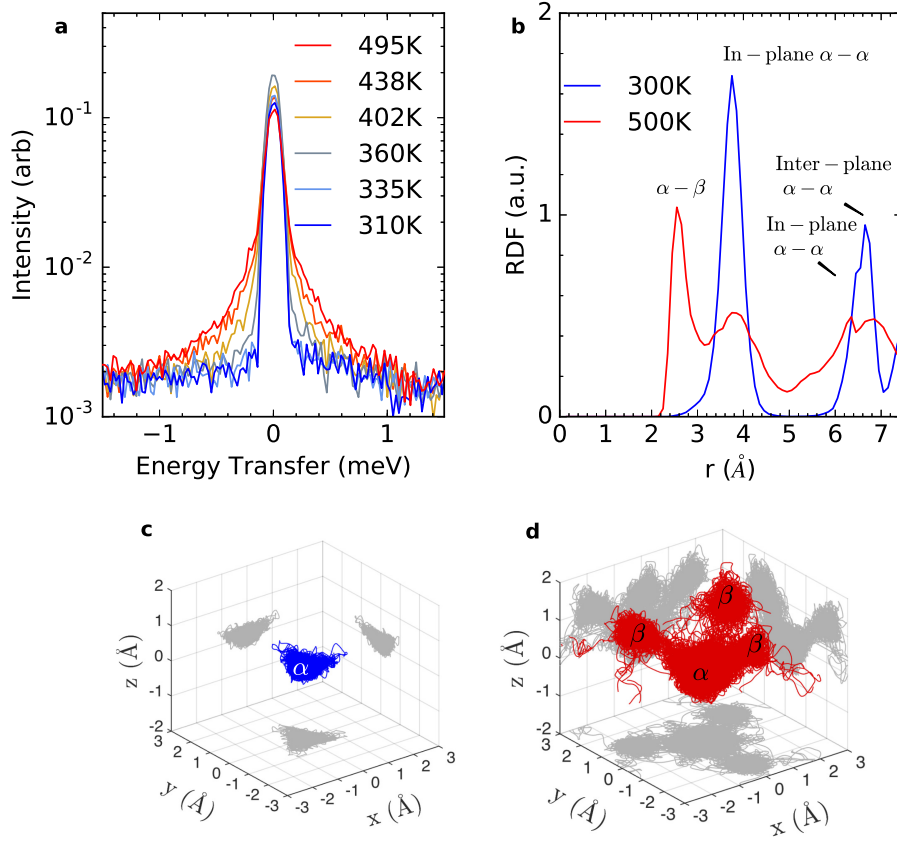 a
495K
438K
402K
360K
335K
310K
10^-1
10^-2
10^-3
Intensity (arb)
−1
0
1
Energy Transfer (meV)
b
In − plane α − α
300K
500K
α − β
Inter − plane
α − α
In − plane
α − α
2
1
0
RDF (a.u.)
0 1 2 3 4 5 6 7
r (Å)
c
2
1
0
-1
-2
z (Å)
α
3
2
1
0
-1
-2
-3
y (Å)
-3
-2
-1
0
1
2
3
x (Å)
d
2
1
0
-1
-2
z (Å)
β
β
β
α
3
2
1
0
-1
-2
-3
y (Å)
-3
-2
-1
0
1
2
3
x (Å)